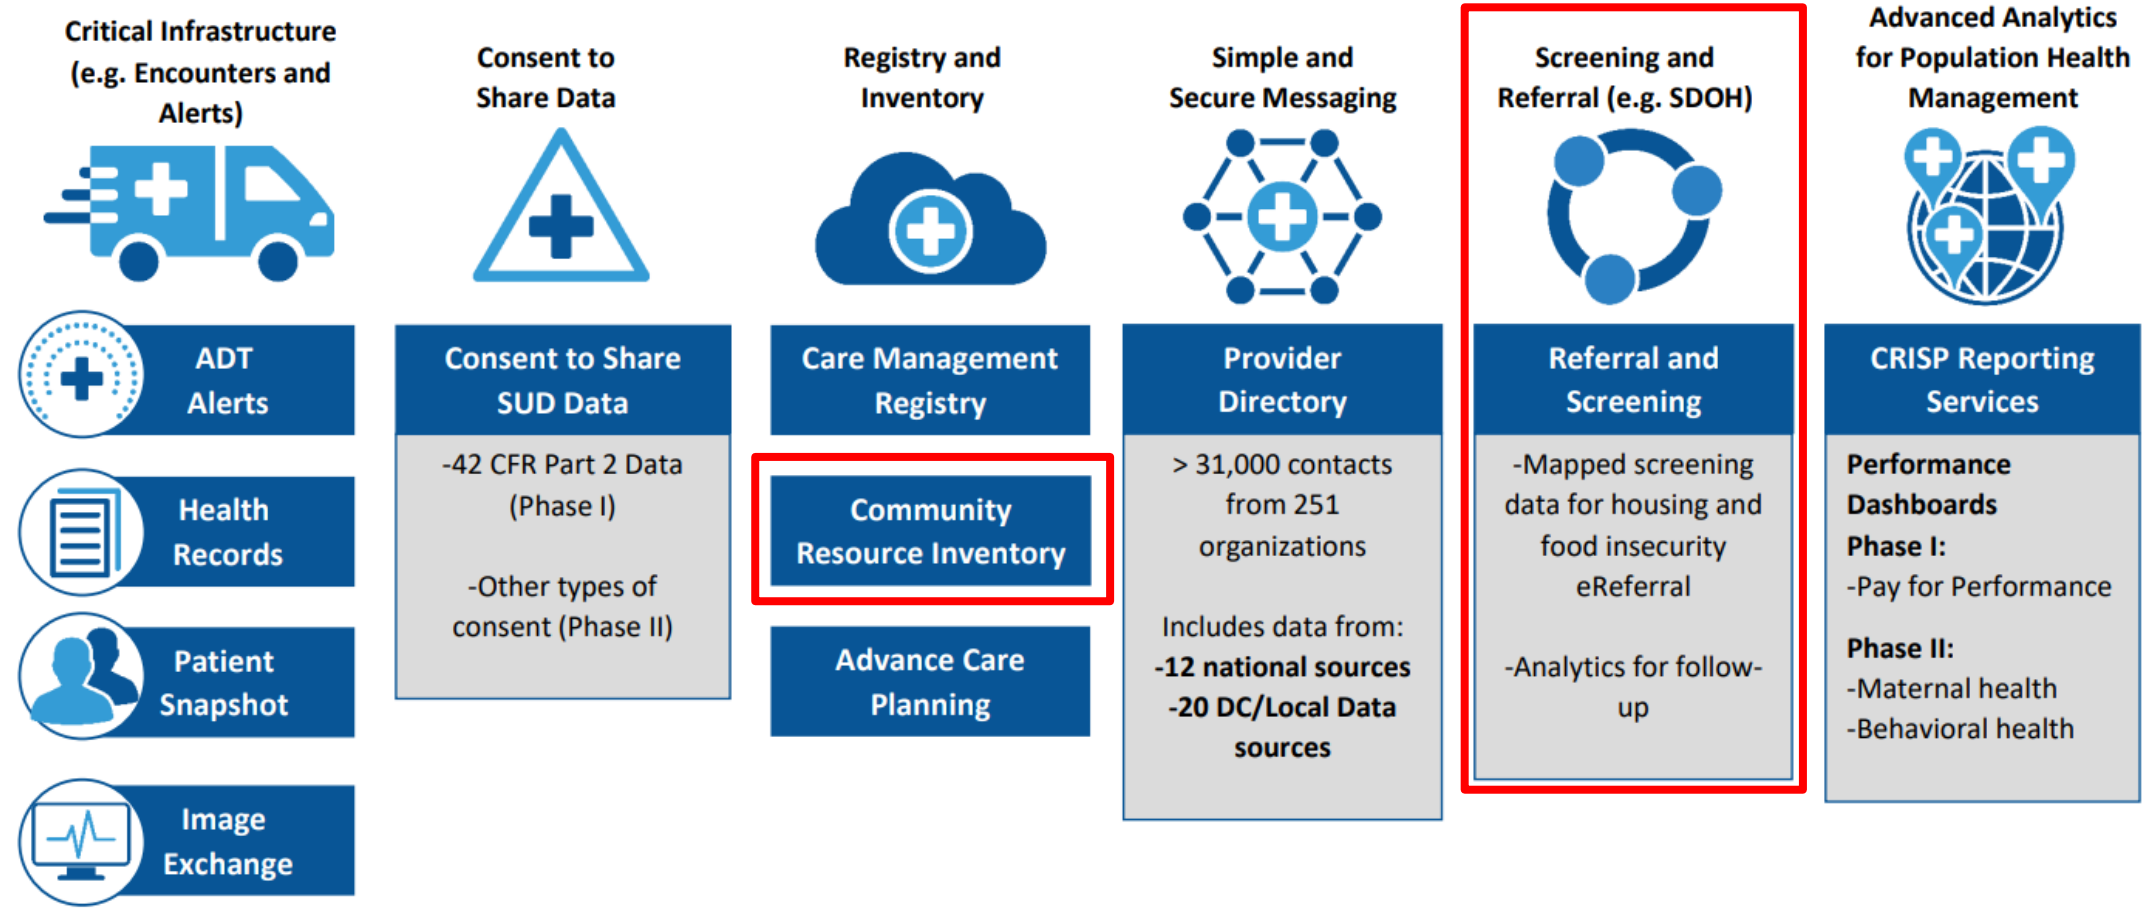 Critical Infrastructure
(e.g. Encounters and
Alerts)
ADT
Alerts
Health
Records
Patient
Snapshot
Image
Exchange
Consent to
Share Data
Consent to Share
SUD Data
-42 CFR Part 2 Data
(Phase I)
-Other types of
consent (Phase II)
Registry and
Inventory
Care Management
Registry
Community
Resource Inventory
Advance Care
Planning
Simple and
Secure Messaging
Provider
Directory
> 31,000 contacts
from 251
organizations
Includes data from:
-12 national sources
-20 DC/Local Data
sources
Screening and
Referral (e.g. SDOH)
Referral and
Screening
-Mapped screening
data for housing and
food insecurity
eReferral
-Analytics for follow-
up
Advanced Analytics
for Population Health
Management
CRISP Reporting
Services
Performance
Dashboards
Phase I:
-Pay for Performance
Phase II:
-Maternal health
-Behavioral health